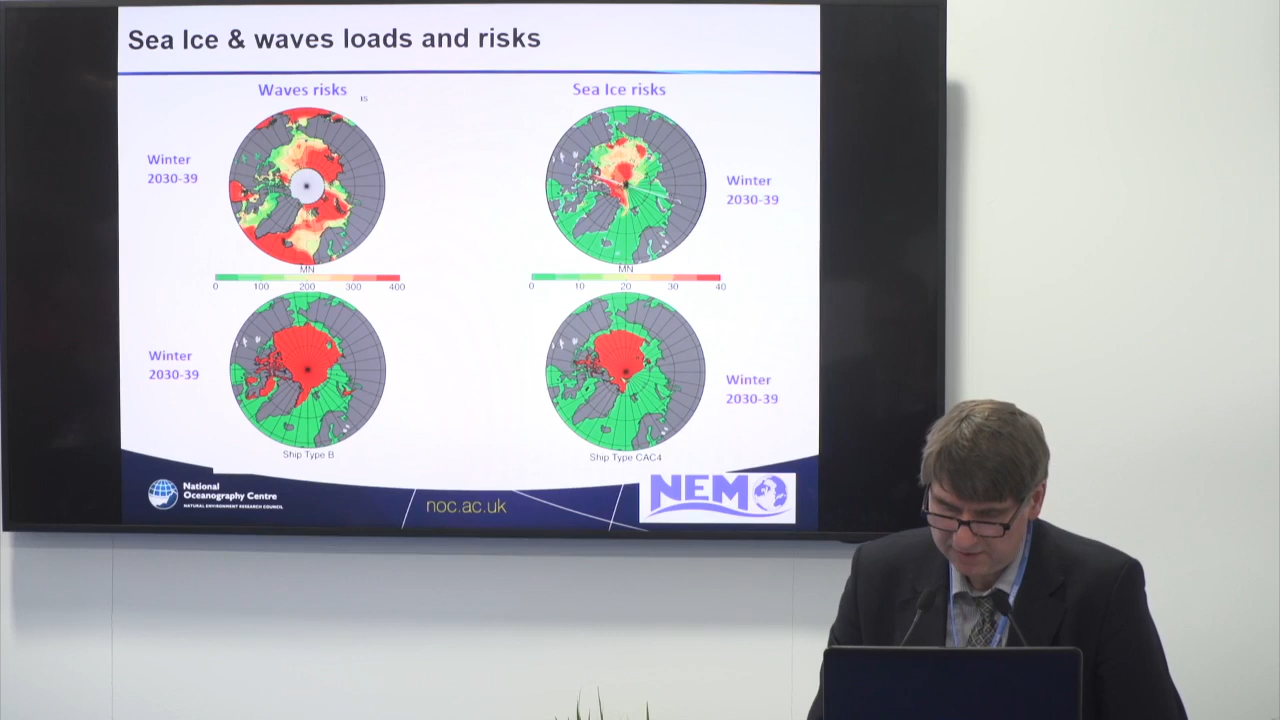 Sea Ice & waves loads and risks
Waves risks
IS
Sea Ice risks
Winter
2030-39
Winter
2030-39
MN
0 100 200 300 400
MN
0 10 20 30 40
Winter
2030-39
Winter
2030-39
Ship Type B
Ship Type CAC4
National
Oceanography Centre
NATURAL ENVIRONMENT RESEARCH COUNCIL
noc.ac.uk
NEMO